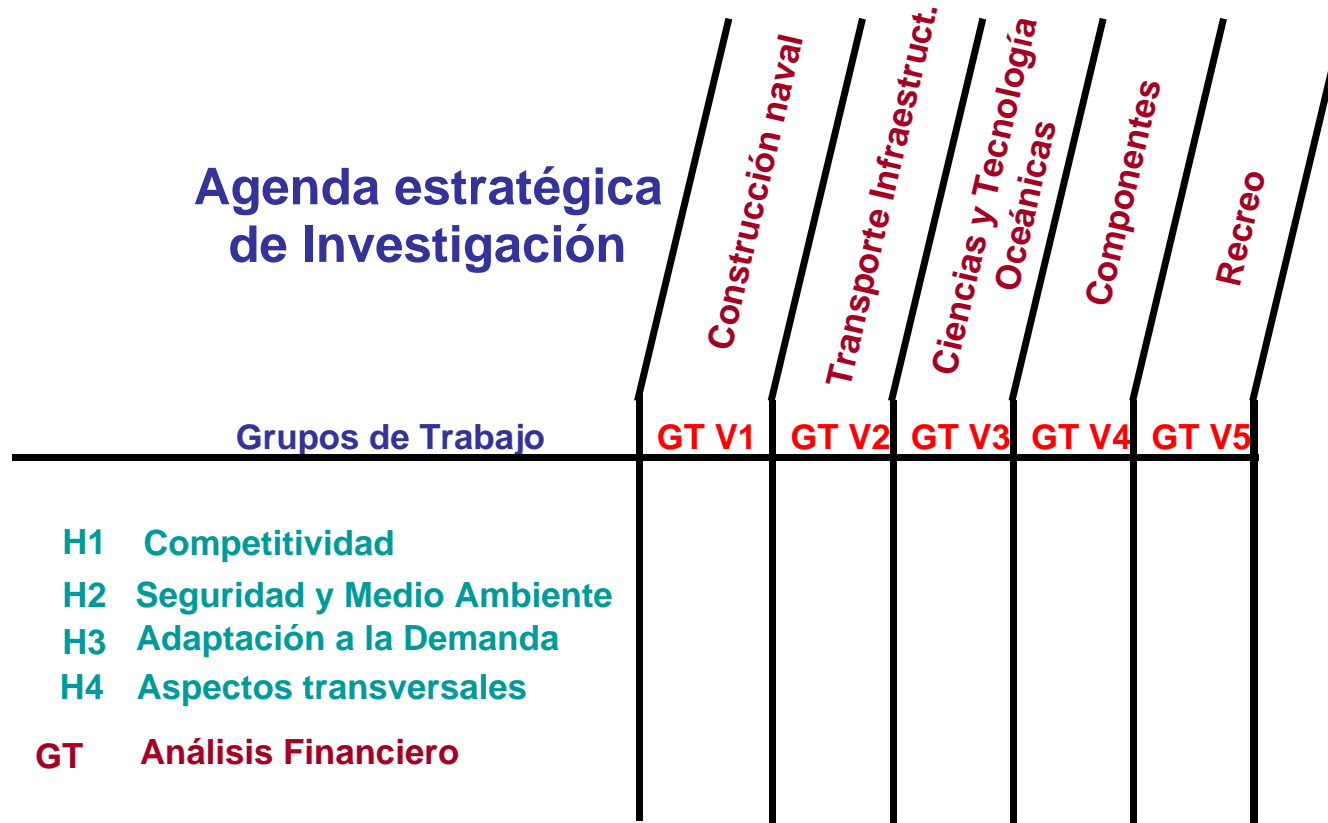 Agenda estratégica
de Investigación
Construcción naval
Transporte Infraestruct.
Ciencias y Tecnología
Oceánicas
Componentes
Recreo
Grupos de Trabajo GT V1 GT V2 GT V3 GT V4 GT V5
H1 Competitividad
H2 Seguridad y Medio Ambiente
H3 Adaptación a la Demanda
H4 Aspectos transversales
GT Análisis Financiero